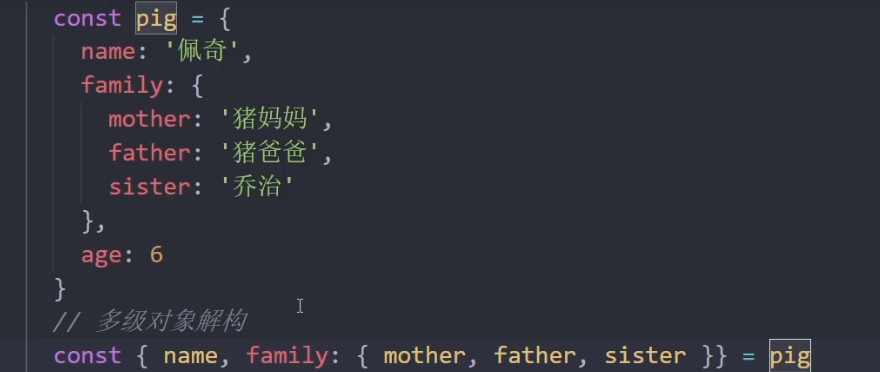 const pig = {
name: '佩奇',
family: {
mother: '猪妈妈',
father: '猪爸爸',
sister: '乔治'
},
age: 6
}
// 多级对象解构
const { name, family: { mother, father, sister }} = pig